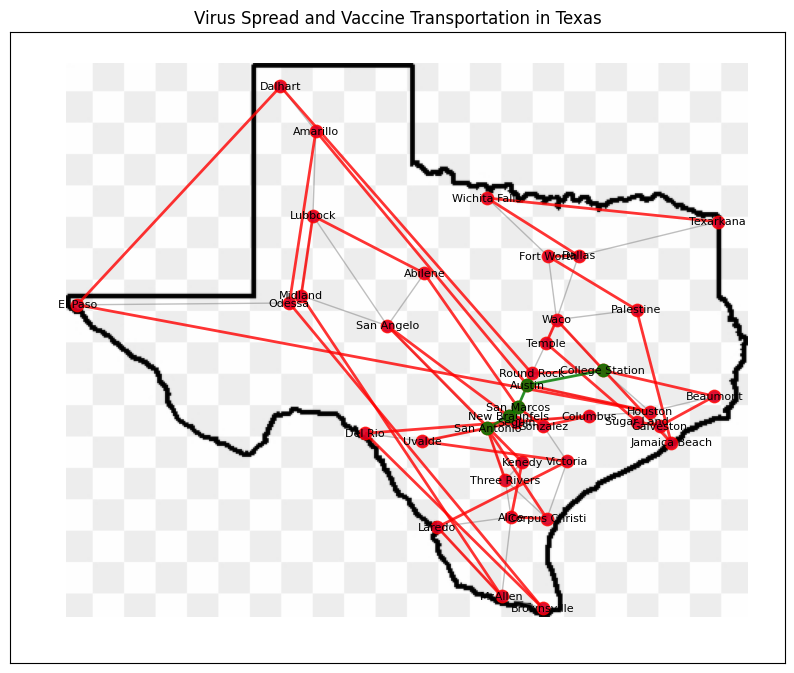 Virus Spread and Vaccine Transportation in Texas
Dalhart
Amarillo
Wichita Falls
Lubbock
Texarkana
Fort Worth
Dallas
Abilene
Midland
Odessa
El Paso
Palestine
Waco
San Angelo
Temple
College Station
Round Rock
Austin
Beaumont
San Marcos
Houston
New Braunfels
Columbus
Sugar Land
Seguin
Gonzalez
Galveston
San Antonio
Del Rio
Uvalde
Jamaica Beach
Kenedy
Victoria
Three Rivers
Alice
Corpus Christi
Laredo
McAllen
Brownsville